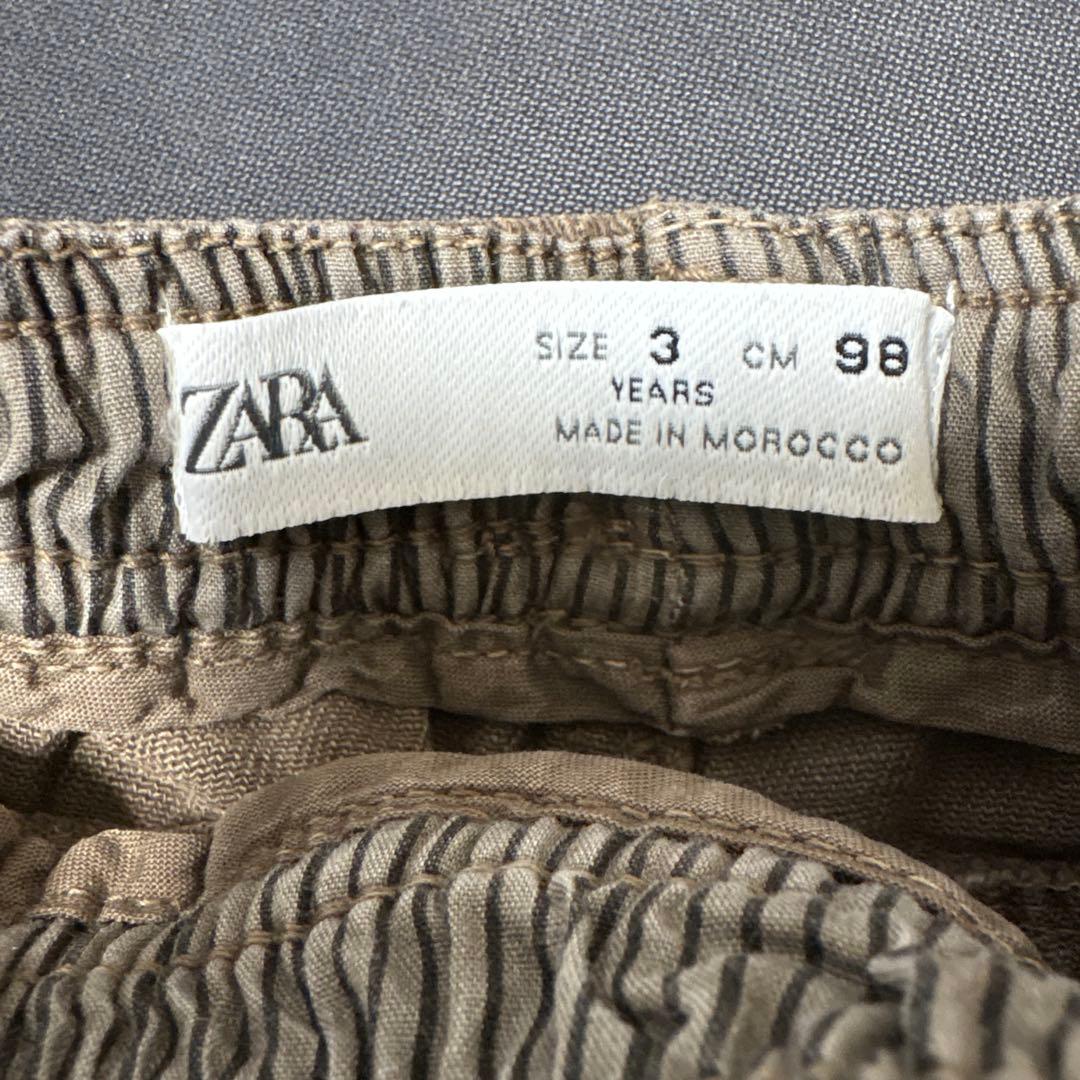 ZARA
SIZE 3 CM 98
YEARS
MADE IN MOROCCO